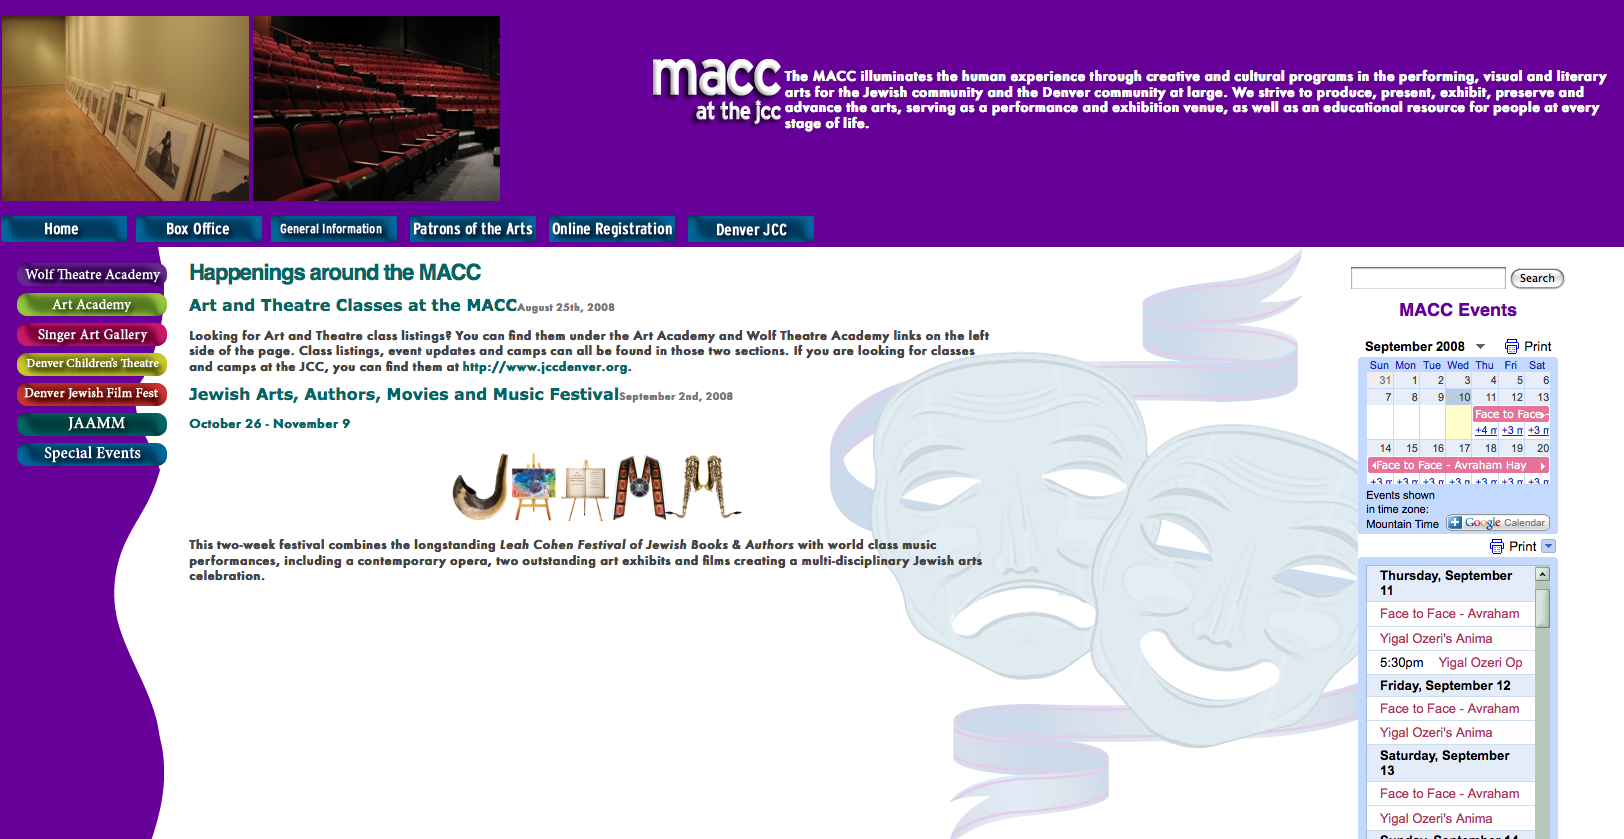 macc
at the jcc
The MACC illuminates the human experience through creative and cultural programs in the performing, visual and literary
arts for the Jewish community and the Denver community at large. We strive to produce, present, exhibit, preserve and
advance the arts, serving as a performance and exhibition venue, as well as an educational resource for people at every
stage of life.
Home Box Office General Information Patrons of the Arts Online Registration Denver JCC
Wolf Theatre Academy
Art Academy
Singer Art Gallery
Denver Children's Theatre
Denver Jewish Film Fest
JAAMM
Special Events
Happenings around the MACC
Art and Theatre Classes at the MACC August 25th, 2008
Looking for Art and Theatre class listings? You can find them under the Art Academy and Wolf Theatre Academy links on the left
side of the page. Class listings, event updates and camps can all be found in those two sections. If you are looking for classes
and camps at the JCC, you can find them at http://www.jccdenver.org.
Jewish Arts, Authors, Movies and Music Festival September 2nd, 2008
October 26 - November 9
JAAMM
This two-week festival combines the longstanding Leah Cohen Festival of Jewish Books & Authors with world class music
performances, including a contemporary opera, two outstanding art exhibits and films creating a multi-disciplinary Jewish arts
celebration.
Search
MACC Events
September 2008 Print
Sun Mon Tue Wed Thu Fri Sat
31 1 2 3 4 5 6
7 8 9 10 11 12 13
Face to Face -
+4 m +3 m +3 m
14 15 16 17 18 19 20
Face to Face - Avraham Hay
+3 m +3 m +3 m +3 m +3 m +3 m +3 m
Events shown
in time zone:
Mountain Time Google Calendar
Print
Thursday, September
11
Face to Face - Avraham
Yigal Ozeri's Anima
5:30pm Yigal Ozeri Op
Friday, September 12
Face to Face - Avraham
Yigal Ozeri's Anima
Saturday, September
13
Face to Face - Avraham
Yigal Ozeri's Anima
Sunday, September 14